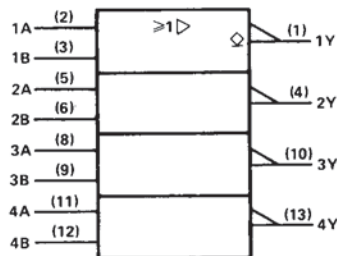 1A (2) ≥1▷ (1) 1Y
1B (3)
2A (5) (4) 2Y
2B (6)
3A (8) (10) 3Y
3B (9)
4A (11) (13) 4Y
4B (12)